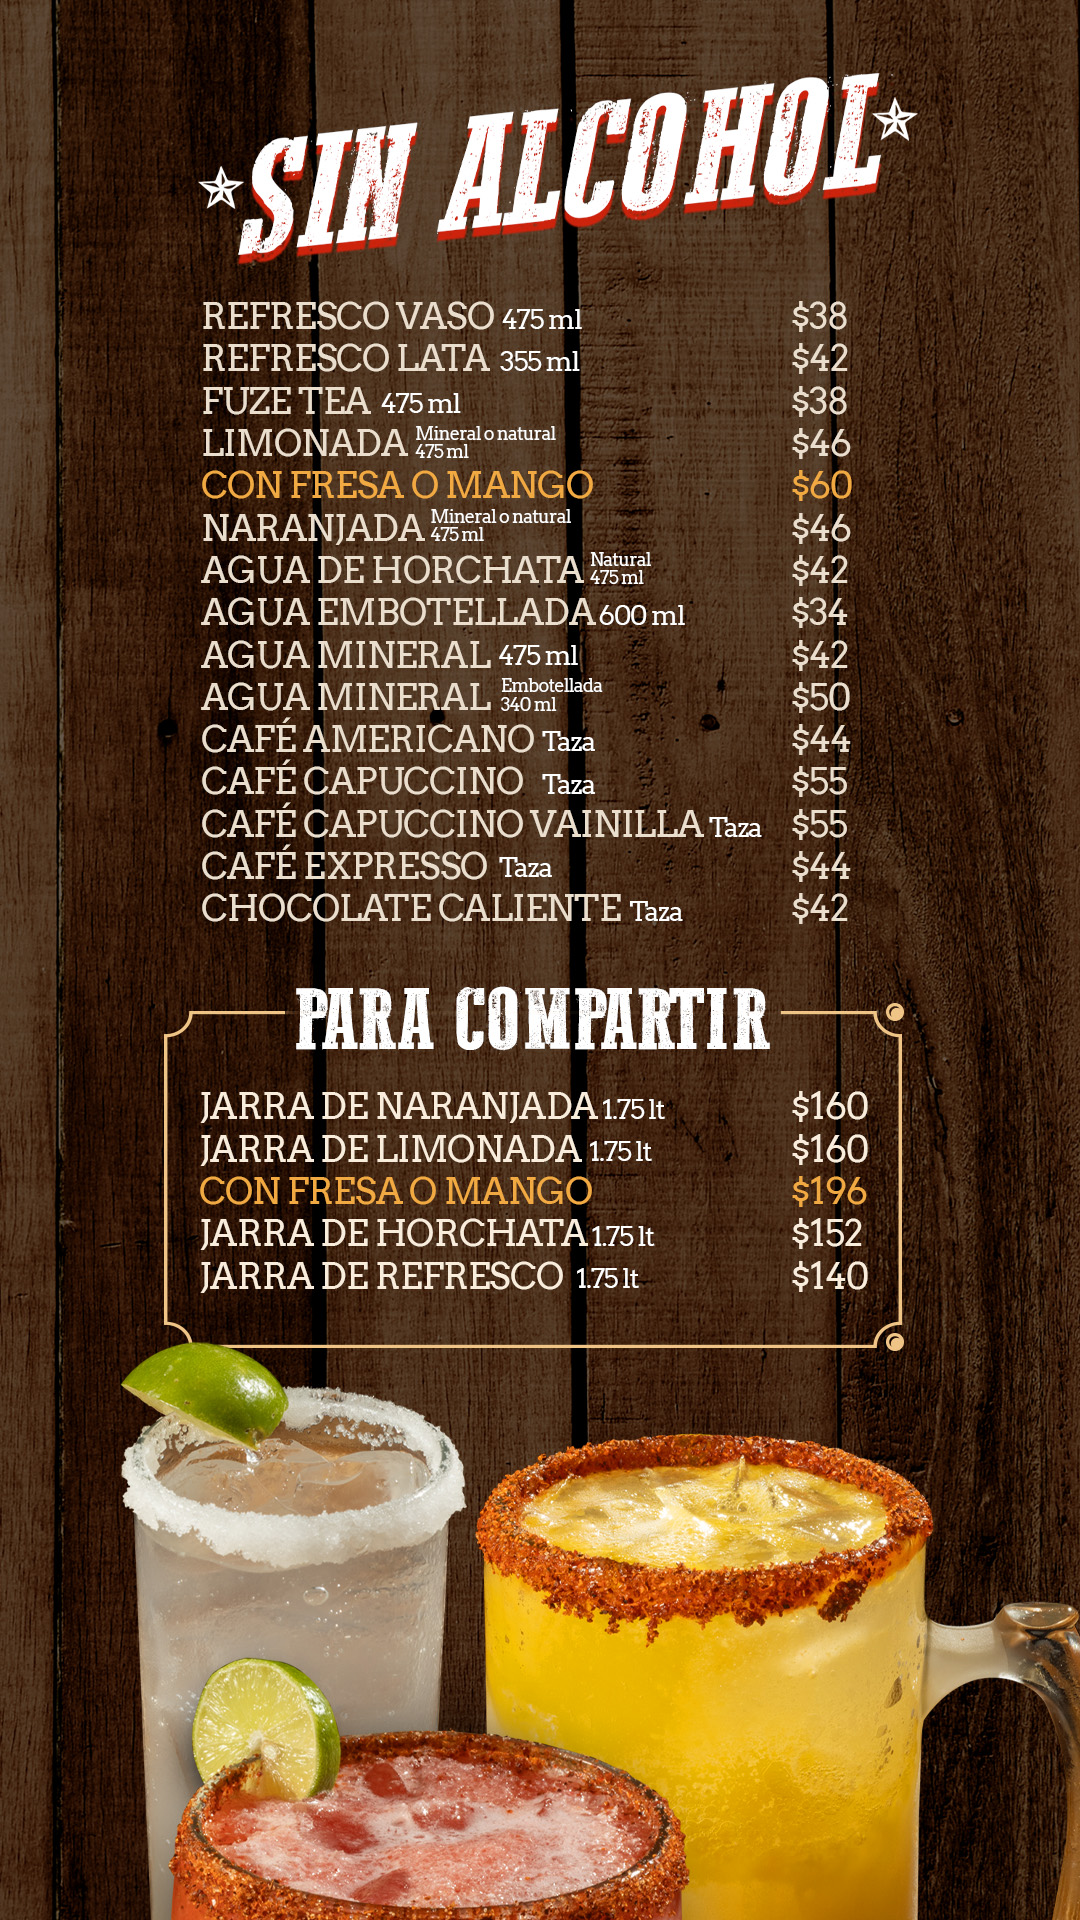 SIN ALCOHOL
REFRESCO VASO 475 ml $38
REFRESCO LATA 355 ml $42
FUZE TEA 475 ml $38
LIMONADA Mineral o natural 475 ml $46
CON FRESA O MANGO $60
NARANJADA Mineral o natural 475 ml $46
AGUA DE HORCHATA Natural 475 ml $42
AGUA EMBOTELLADA 600 ml $34
AGUA MINERAL 475 ml $42
AGUA MINERAL Embotellada 340 ml $50
CAFÉ AMERICANO Taza $44
CAFÉ CAPUCCINO Taza $55
CAFÉ CAPUCCINO VAINILLA Taza $55
CAFÉ EXPRESSO Taza $44
CHOCOLATE CALIENTE Taza $42
PARA COMPARTIR
JARRA DE NARANJADA 1.75 lt $160
JARRA DE LIMONADA 1.75 lt $160
CON FRESA O MANGO $196
JARRA DE HORCHATA 1.75 lt $152
JARRA DE REFRESCO 1.75 lt $140